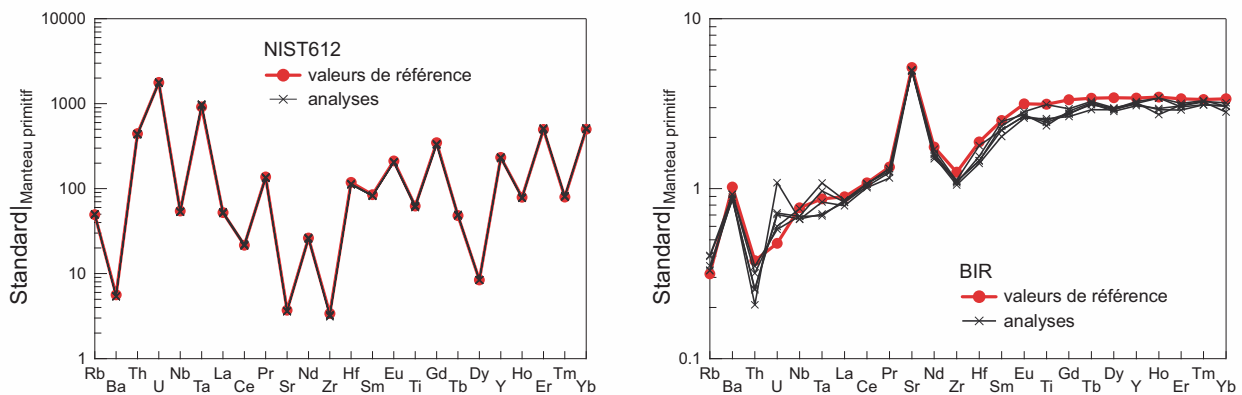 10000
1000
100
10
1
Standard|Manteau primitif
NIST612
valeurs de référence
analyses
Rb Ba Th U Nb Ta La Ce Pr Sr Nd Zr Hf Sm Eu Ti Gd Tb Dy Y Ho Er Tm Yb
10
1
0.1
Standard|Manteau primitif
BIR
valeurs de référence
analyses
Rb Ba Th U Nb Ta La Ce Pr Sr Nd Zr Hf Sm Eu Ti Gd Tb Dy Y Ho Er Tm Yb